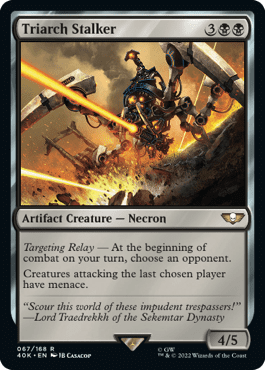 Triarch Stalker 3
Artifact Creature — Necron
Targeting Relay — At the beginning of
combat on your turn, choose an opponent.
Creatures attacking the last chosen player
have menace.
“Scour this world of these impudent trespassers!”
—Lord Traedrekkh of the Sekemtar Dynasty
4/5
067/168 R
40K • EN CASACOP
© GW
™ & © 2022 Wizards of the Coast